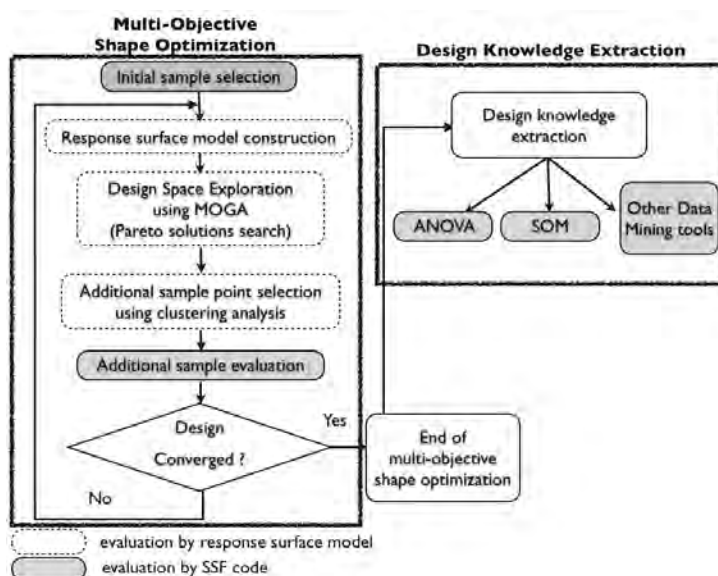 Multi-Objective
Shape Optimization
Initial sample selection
Response surface model construction
Design Space Exploration
using MOGA
(Pareto solutions search)
Additional sample point selection
using clustering analysis
Additional sample evaluation
Design
Converged ?
Yes
No
End of
multi-objective
shape optimization
Design Knowledge Extraction
Design knowledge
extraction
ANOVA
SOM
Other Data
Mining tools
evaluation by response surface model
evaluation by SSF code